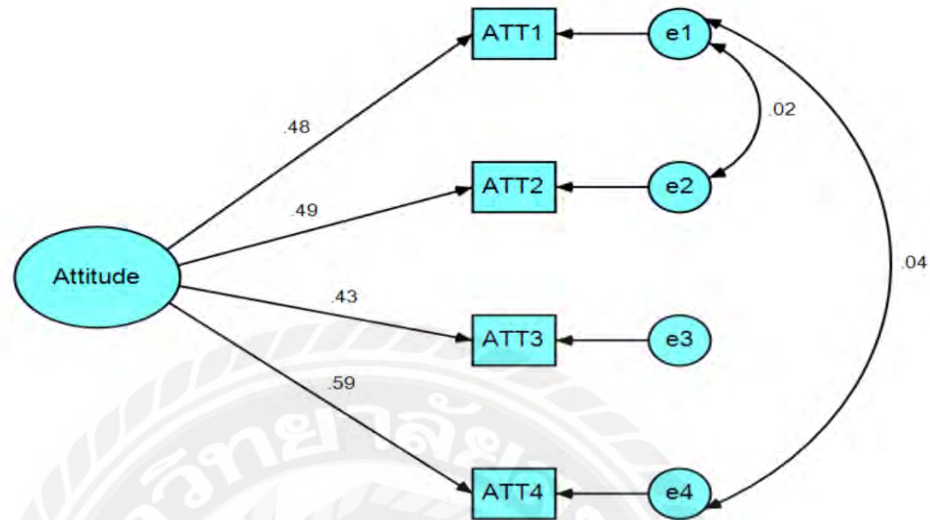 ATT1
e1
.48
.02
ATT2
e2
.49
Attitude
.04
.43
ATT3
e3
.59
ATT4
e4